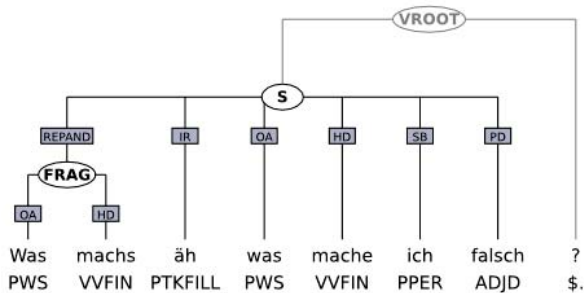 VROOT
S
REPAND IR OA HD SB PD
FRAG
OA HD
Was machs äh was mache ich falsch ?
PWS VVFIN PTKFILL PWS VVFIN PPER ADJD $.